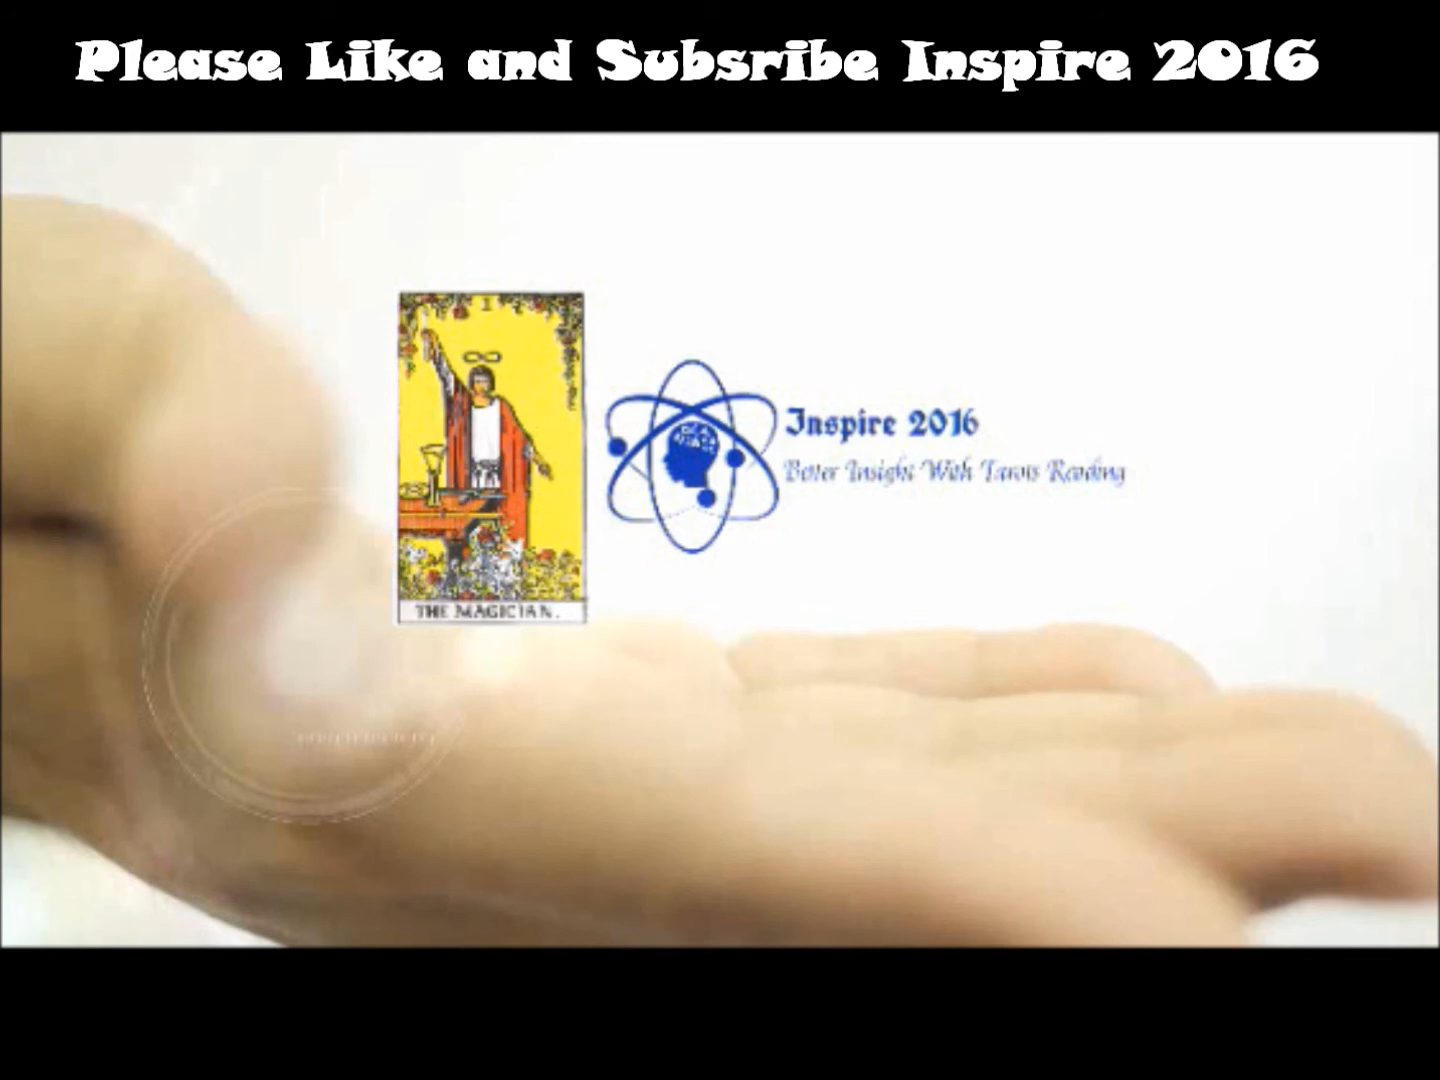 Please Like and Subsribe Inspire 2016
I
THE MAGICIAN.
Inspire 2016
Better Insight With Tarots Reading